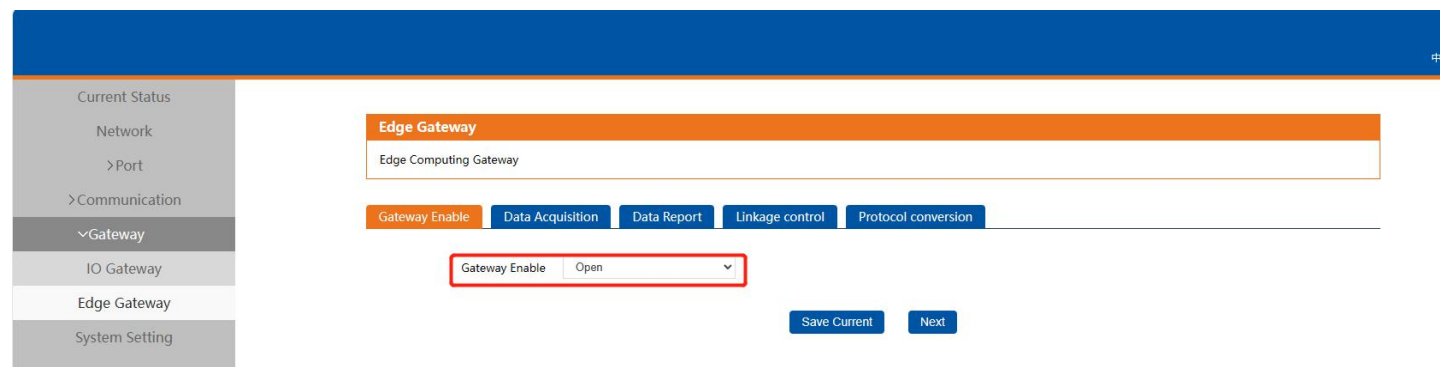 中
Current Status
Network
>Port
>Communication
Gateway
IO Gateway
Edge Gateway
System Setting
Edge Gateway
Edge Computing Gateway
Gateway Enable Data Acquisition Data Report Linkage control Protocol conversion
Gateway Enable Open
Save Current Next